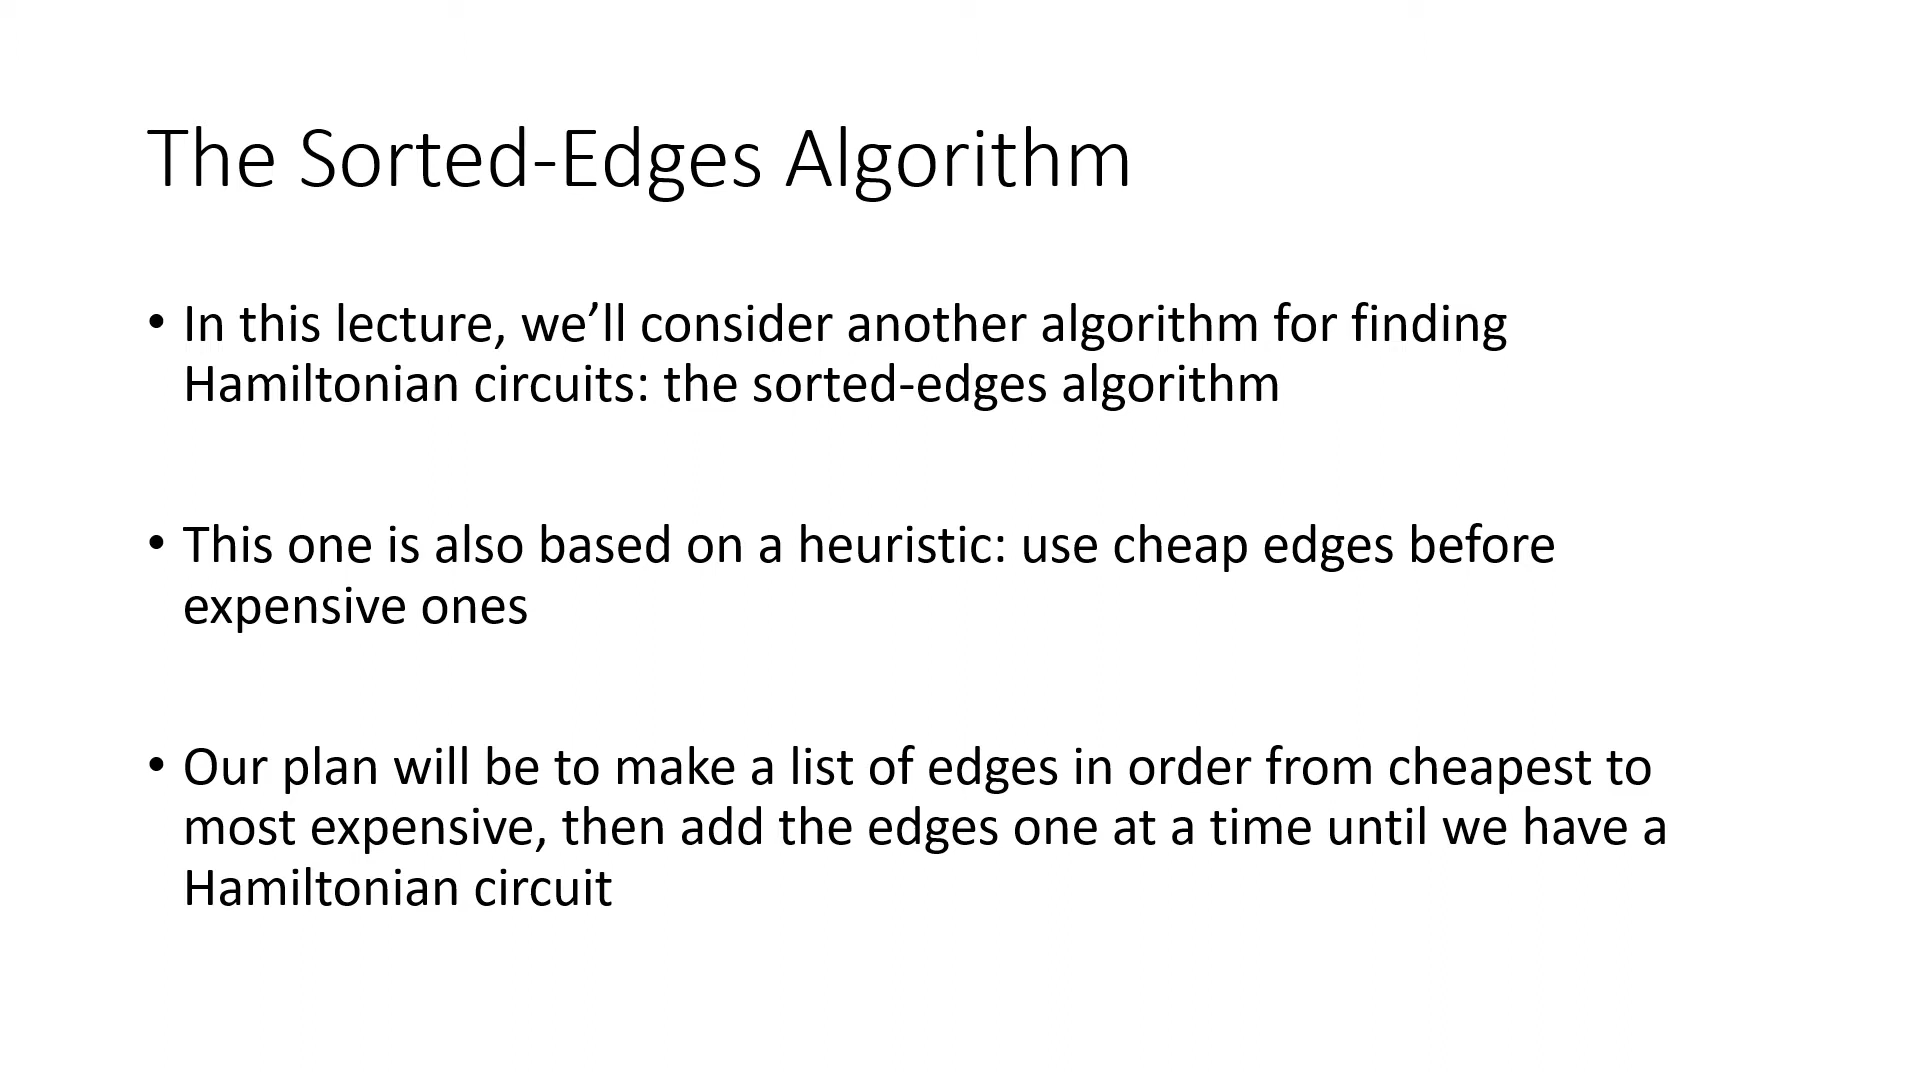 The Sorted-Edges Algorithm
• In this lecture, we’ll consider another algorithm for finding
Hamiltonian circuits: the sorted-edges algorithm
• This one is also based on a heuristic: use cheap edges before
expensive ones
• Our plan will be to make a list of edges in order from cheapest to
most expensive, then add the edges one at a time until we have a
Hamiltonian circuit